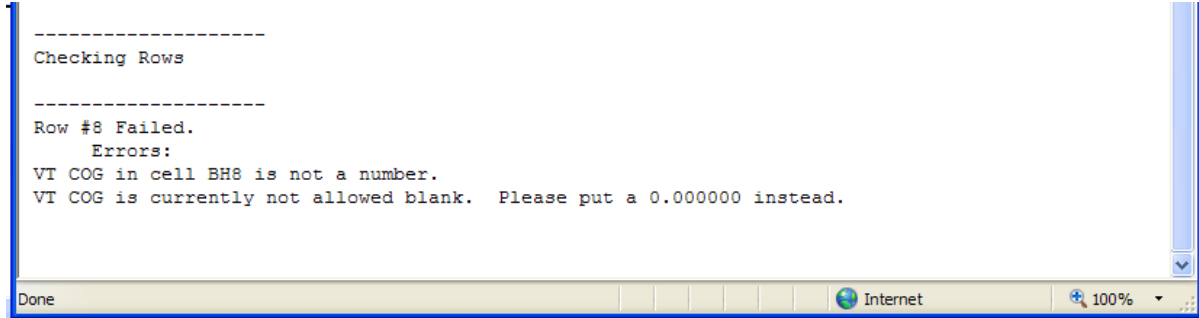 --------------------
Checking Rows
--------------------
Row #8 Failed.
Errors:
VT COG in cell BH8 is not a number.
VT COG is currently not allowed blank.  Please put a 0.000000 instead.
Done
Internet
100%